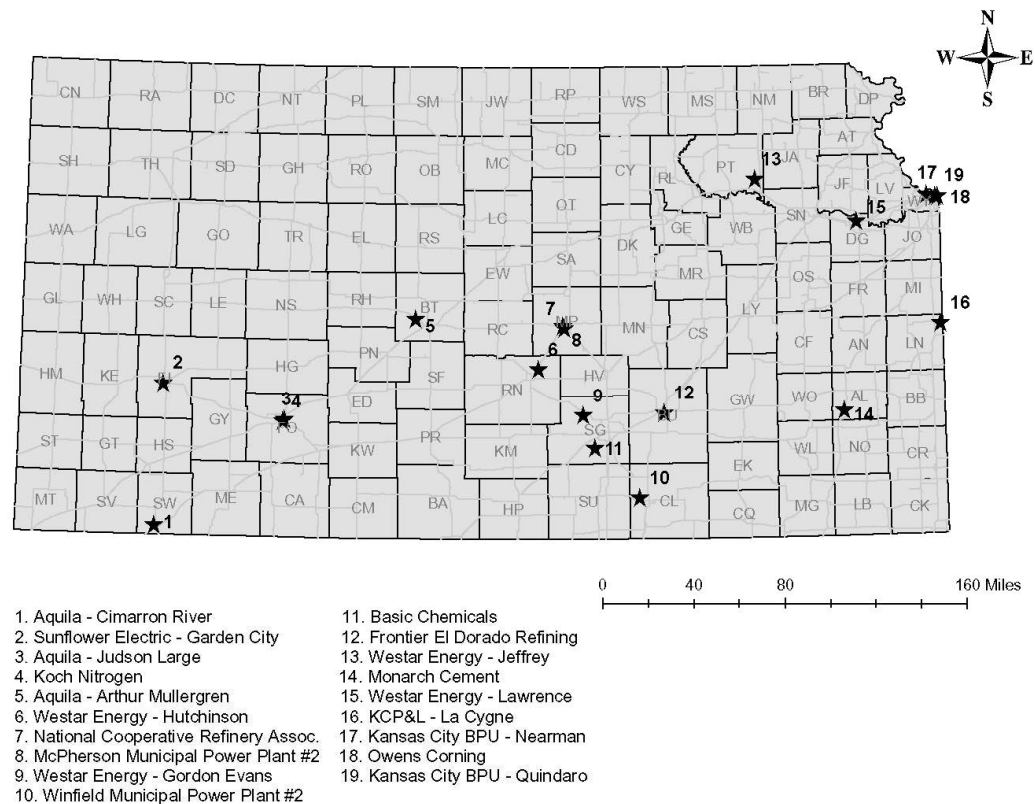 N
W E
S
CN RA DC NT PL SM JW RP WS MS NM BR DP
SH TH SD GH RO OB MC CD CY RL PT 13 JA AT JF LV 17 19
18
WA LG GO TR EL RS LC OT DK GE WB SN 15 DG JO
GL WH SC LE NS RH BT 5 EW SA MR OS FR MI
HM KE 2 HG PN SF RC 7 8 MN CS LY CF AN LN 16
ST GT HS GY 34 ED KW PR RN 6 HV 9 SG 11 12 GW WO AL 14 BB
MT SV SW 1 ME CA CM BA KM HP SU 10 CL EK CQ WL NO CR
MG LB CK
0 40 80 160 Miles
1. Aquila - Cimarron River
2. Sunflower Electric - Garden City
3. Aquila - Judson Large
4. Koch Nitrogen
5. Aquila - Arthur Mullergren
6. Westar Energy - Hutchinson
7. National Cooperative Refinery Assoc.
8. McPherson Municipal Power Plant #2
9. Westar Energy - Gordon Evans
10. Winfield Municipal Power Plant #2
11. Basic Chemicals
12. Frontier El Dorado Refining
13. Westar Energy - Jeffrey
14. Monarch Cement
15. Westar Energy - Lawrence
16. KCP&L - La Cygne
17. Kansas City BPU - Nearman
18. Owens Corning
19. Kansas City BPU - Quindaro